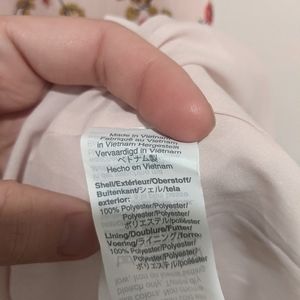 Made in Vietnam
Fabriqué au Vietnam
in Vietnam Hergestellt
Vervaardigd in Vietnam
ベトナム製
Hecho en Vietnam
Shell/Extérieur/Oberstoff/
Buitenkant/シェル/tela
exterior:
100% Polyester/Polyester/
Polyester/Polyester/
ポリエステル/poliéster
Lining/Doublure/Futter/
Voering/ライニング/forro:
100% Polyester/Polyester/
Polyester/Polyester/
ポリエステル/poliéster